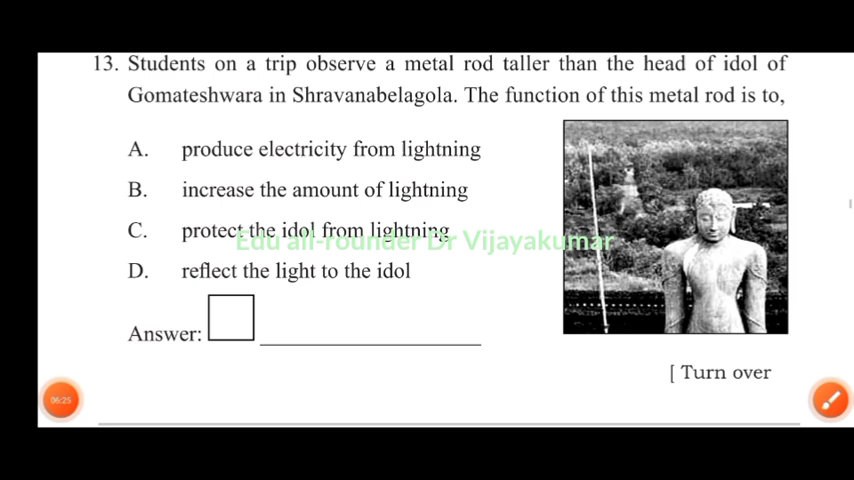 13. Students on a trip observe a metal rod taller than the head of idol of
Gomateshwara in Shravanabelagola. The function of this metal rod is to,
A. produce electricity from lightning
B. increase the amount of lightning
C. protect the idol from lightning
Edu all-rounder Dr Vijayakumar
D. reflect the light to the idol
Answer:
[ Turn over
06:25